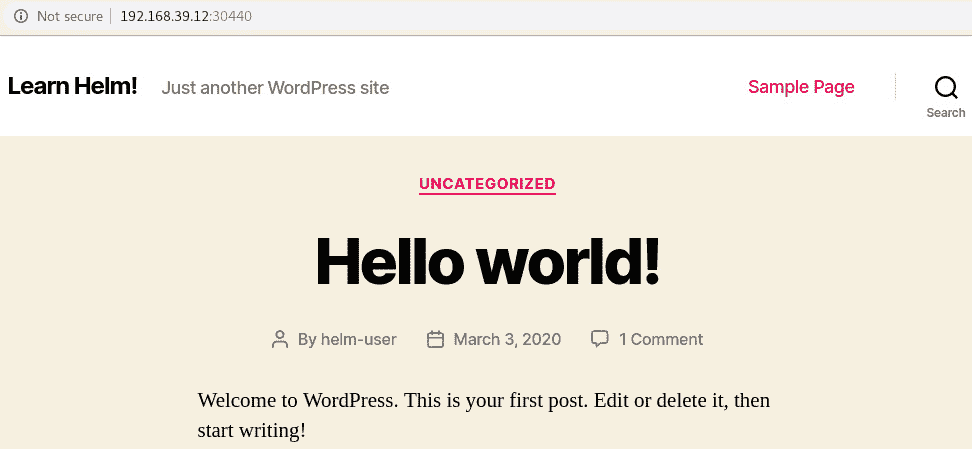 Not secure 192.168.39.12:30440
Learn Helm! Just another WordPress site Sample Page
Search
UNCATEGORIZED
Hello world!
By helm-user March 3, 2020 1 Comment
Welcome to WordPress. This is your first post. Edit or delete it, then
start writing!